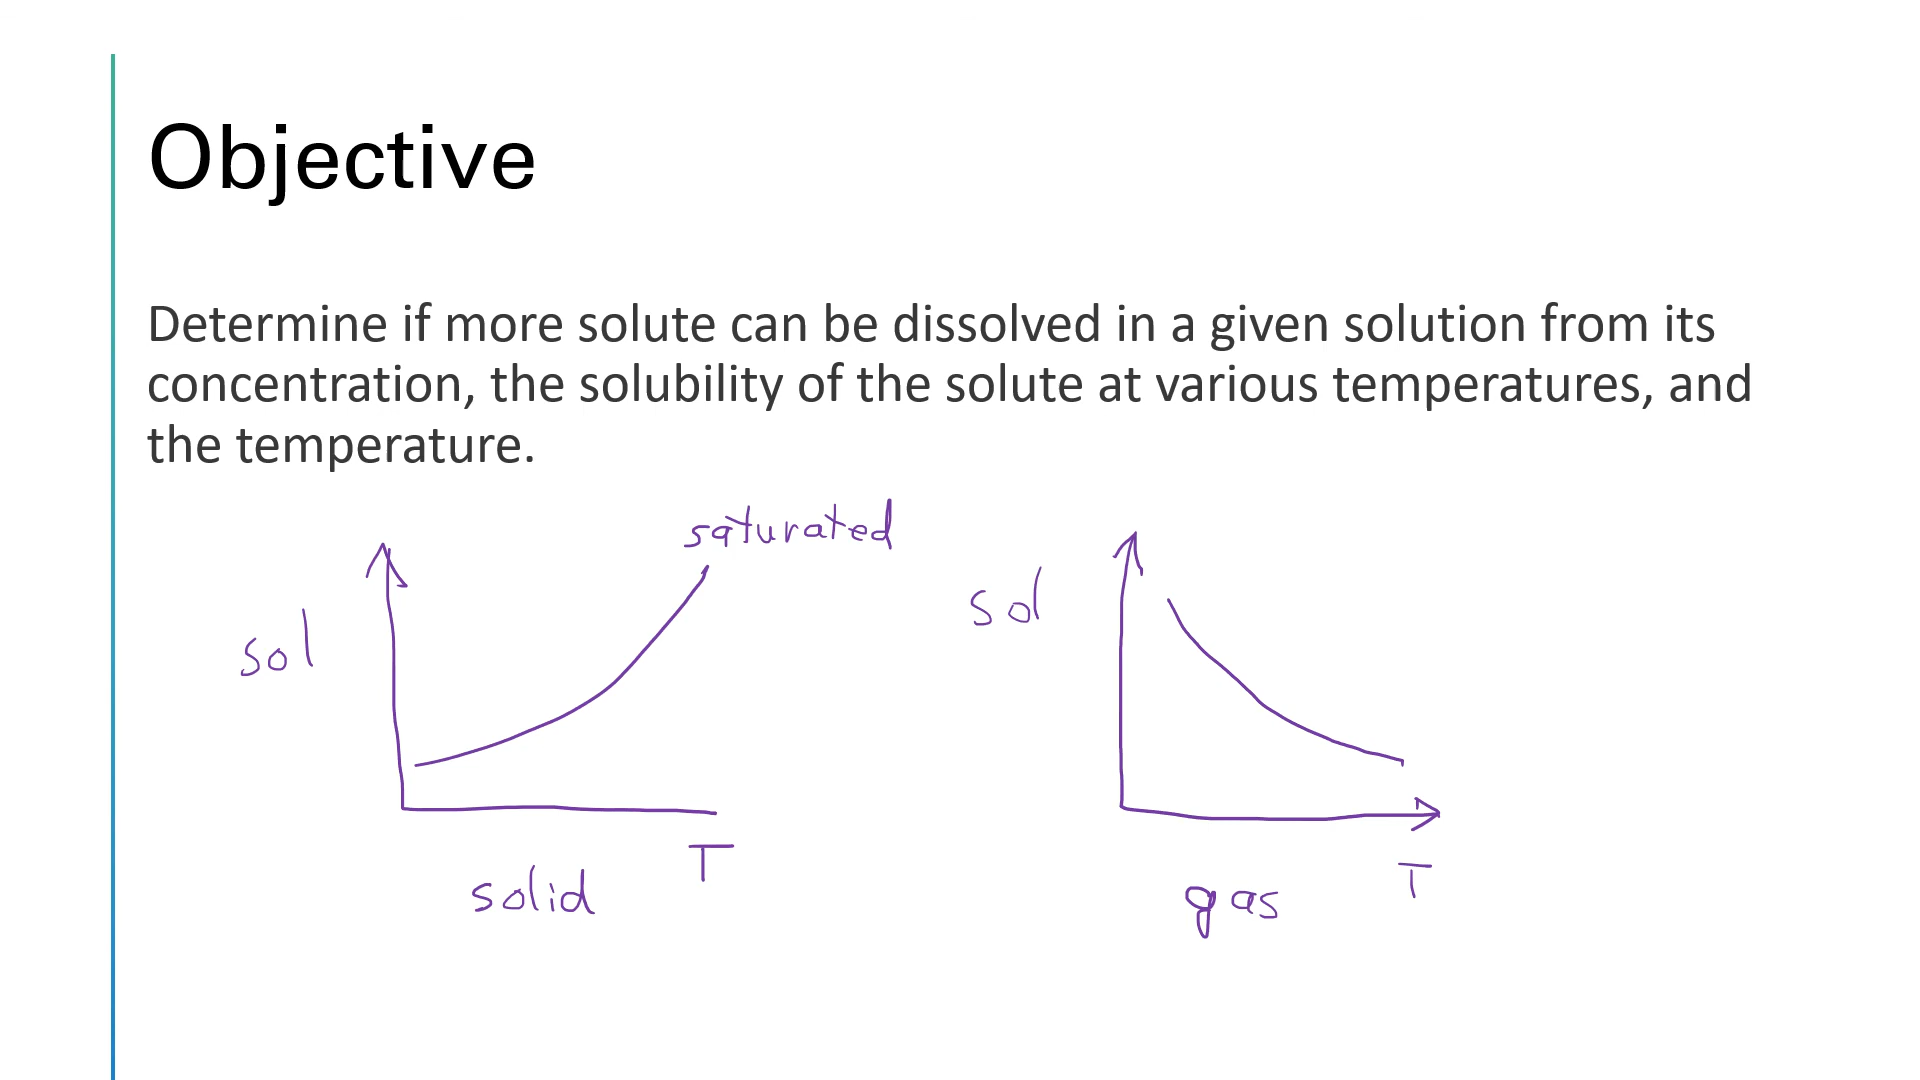 Objective
Determine if more solute can be dissolved in a given solution from its
concentration, the solubility of the solute at various temperatures, and
the temperature.
saturated
sol
T
solid
sol
T
gas